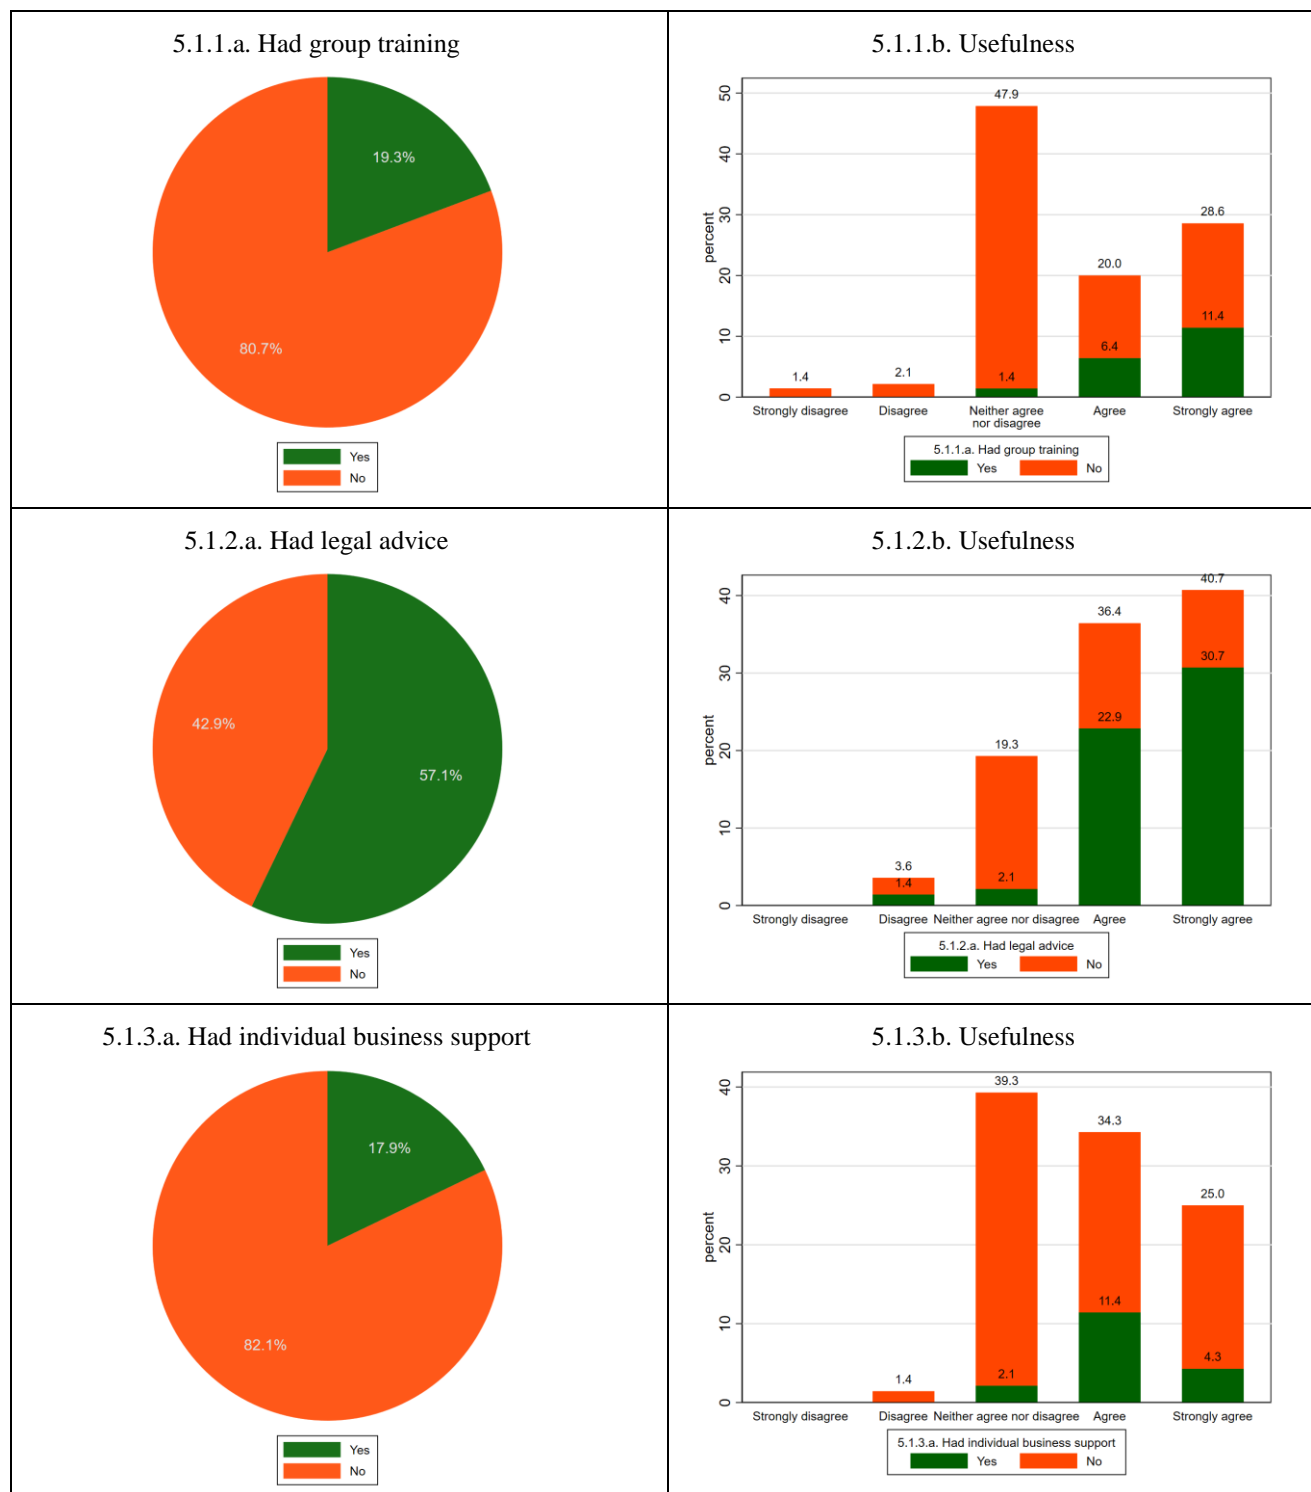 5.1.1.a. Had group training
19.3%
80.7%
Yes
No
5.1.1.b. Usefulness
percent
50
40
30
20
10
0
47.9
28.6
20.0
11.4
6.4
1.4
2.1
1.4
Strongly disagree Disagree Neither agree nor disagree Agree Strongly agree
5.1.1.a. Had group training
Yes No
5.1.2.a. Had legal advice
42.9%
57.1%
Yes
No
5.1.2.b. Usefulness
percent
40
30
20
10
0
40.7
36.4
30.7
22.9
19.3
3.6
1.4
2.1
Strongly disagree Disagree Neither agree nor disagree Agree Strongly agree
5.1.2.a. Had legal advice
Yes No
5.1.3.a. Had individual business support
17.9%
82.1%
Yes
No
5.1.3.b. Usefulness
percent
40
30
20
10
0
39.3
34.3
25.0
11.4
4.3
2.1
1.4
Strongly disagree Disagree Neither agree nor disagree Agree Strongly agree
5.1.3.a. Had individual business support
Yes No